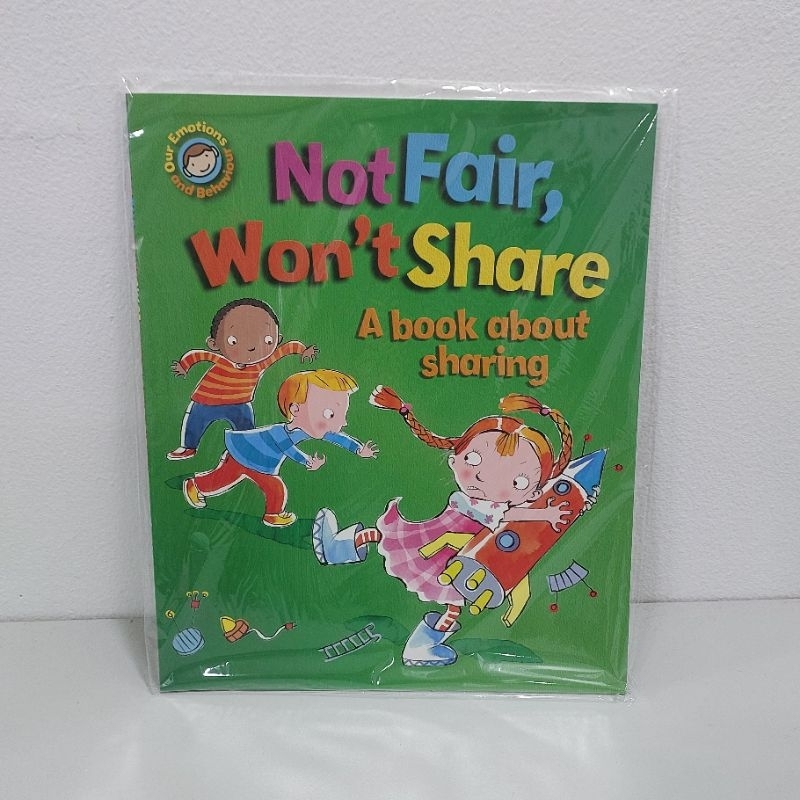 Our Emotions
and Behaviour
Not Fair,
Won't Share
A book about
sharing